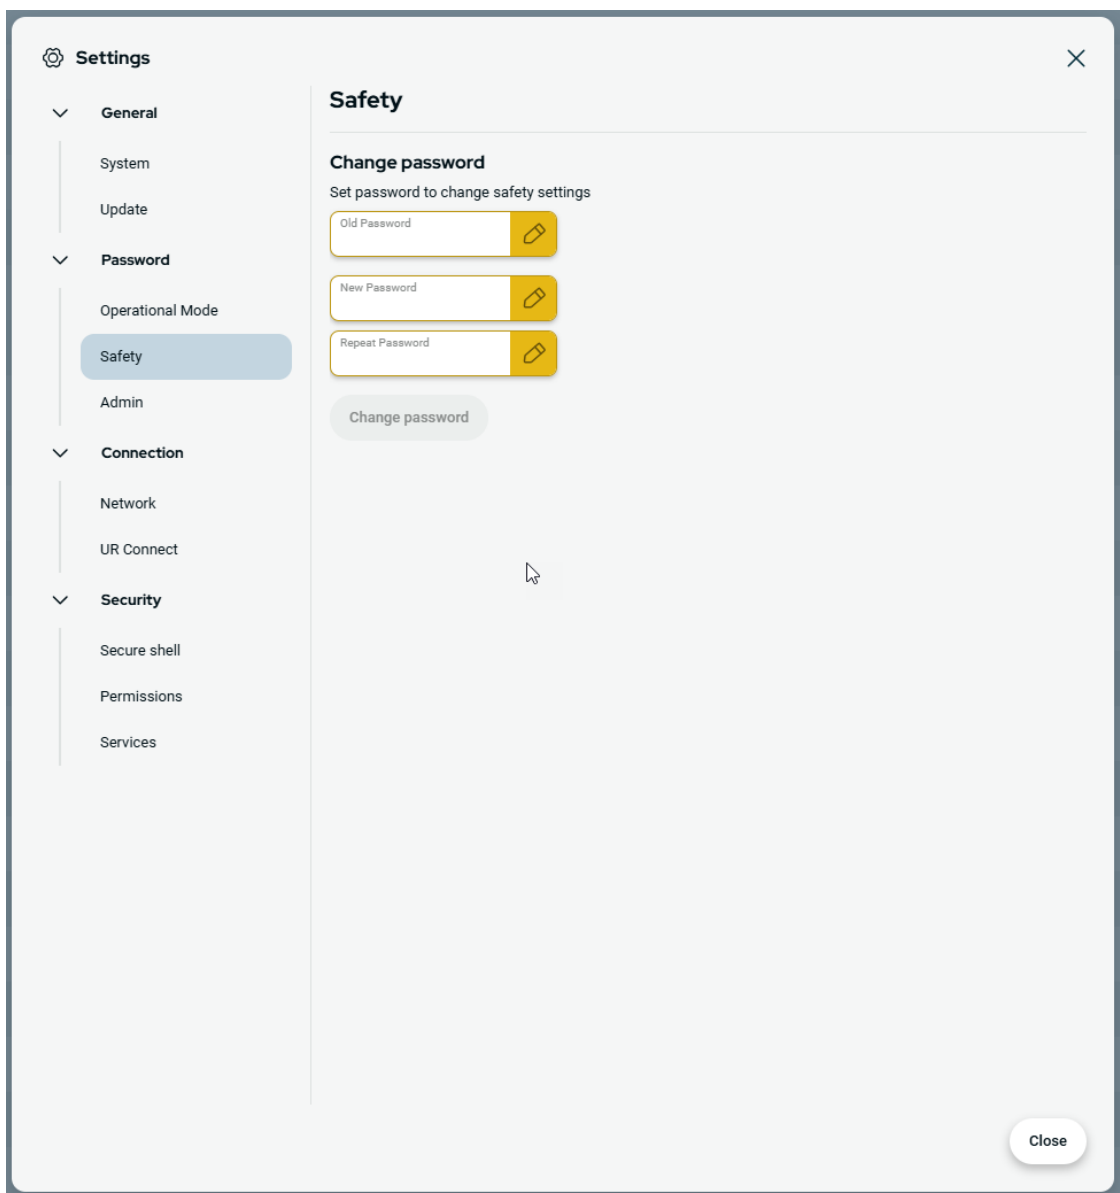 Settings
General
System
Update
Password
Operational Mode
Safety
Admin
Connection
Network
UR Connect
Security
Secure shell
Permissions
Services
Safety
Change password
Set password to change safety settings
Old Password
New Password
Repeat Password
Change password
Close